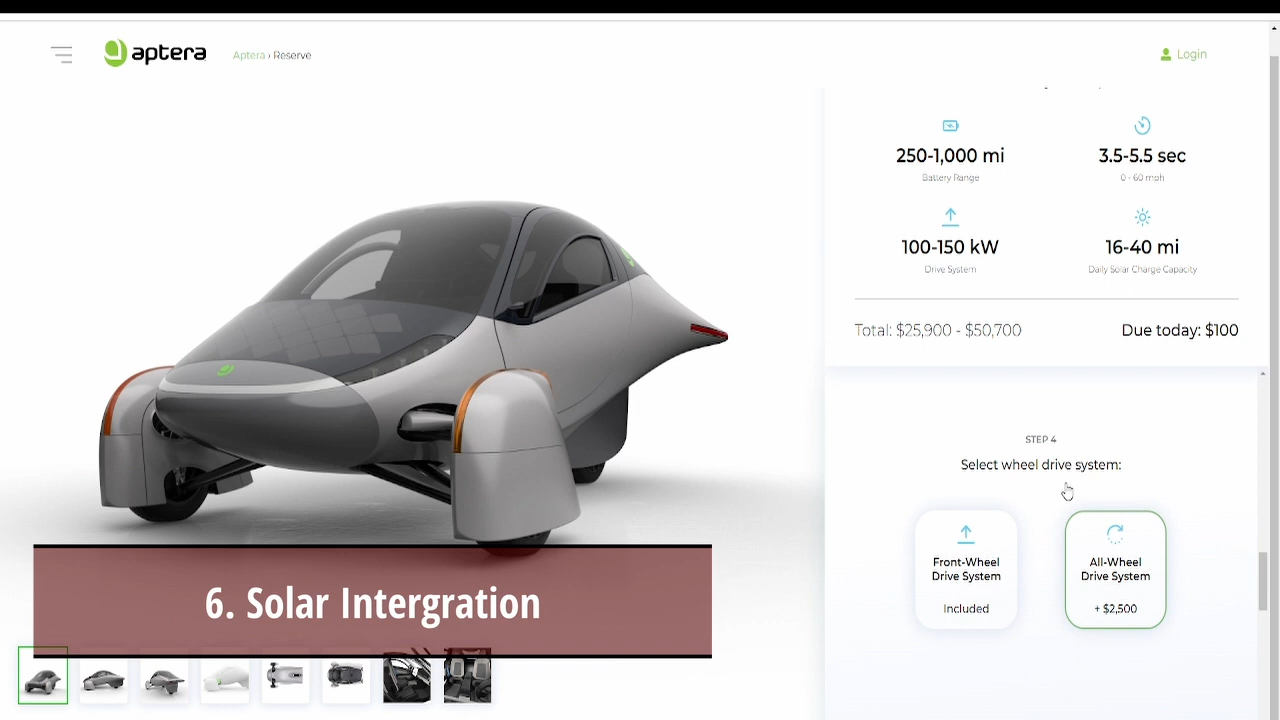 aptera
Aptera › Reserve
Login
250-1,000 mi
Battery Range
3.5-5.5 sec
0 - 60 mph
100-150 kW
Drive System
16-40 mi
Daily Solar Charge Capacity
Total: $25,900 - $50,700
Due today: $100
STEP 4
Select wheel drive system:
Front-Wheel
Drive System
Included
All-Wheel
Drive System
+ $2,500
6. Solar Intergration